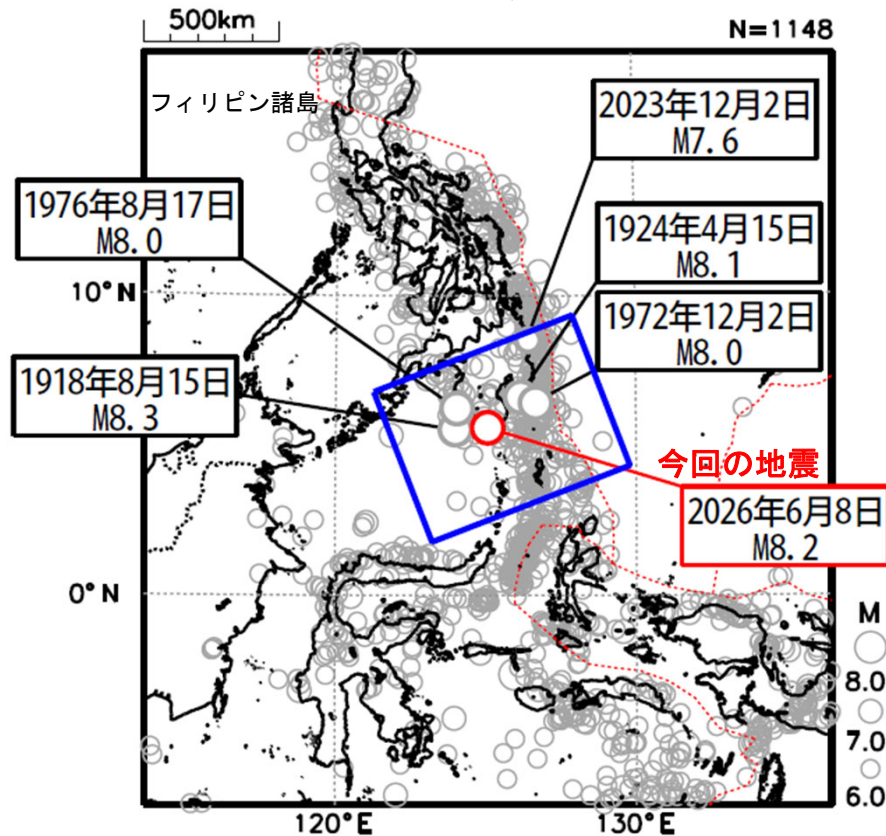 500km
N=1148
フィリピン諸島
2023年12月2日
M7.6
1976年8月17日
M8.0
1924年4月15日
M8.1
10°N
1972年12月2日
M8.0
1918年8月15日
M8.3
今回の地震
2026年6月8日
M8.2
0°N
M
8.0
7.0
6.0
120°E
130°E